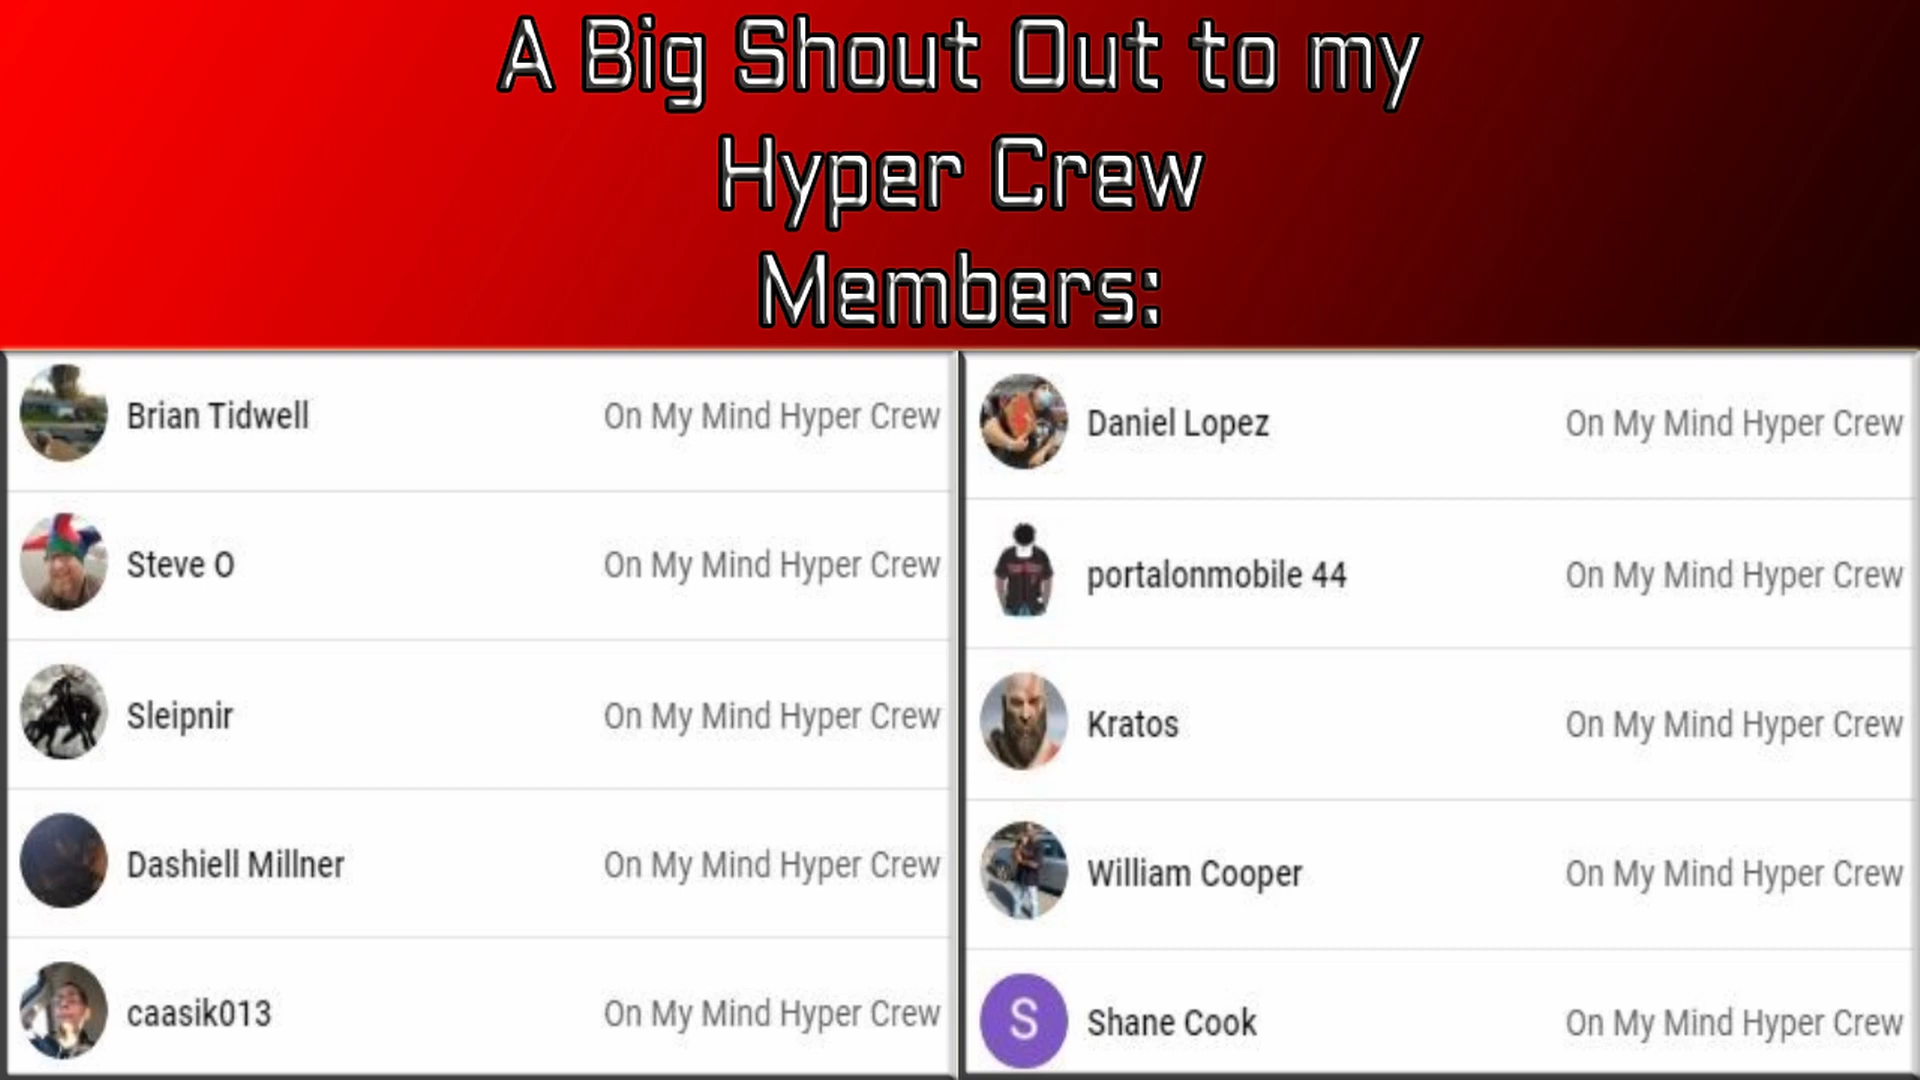 A Big Shout Out to my
Hyper Crew
Members:
Brian Tidwell On My Mind Hyper Crew
Steve O On My Mind Hyper Crew
Sleipnir On My Mind Hyper Crew
Dashiell Millner On My Mind Hyper Crew
caasik013 On My Mind Hyper Crew
Daniel Lopez On My Mind Hyper Crew
portalonmobile 44 On My Mind Hyper Crew
Kratos On My Mind Hyper Crew
William Cooper On My Mind Hyper Crew
S Shane Cook On My Mind Hyper Crew